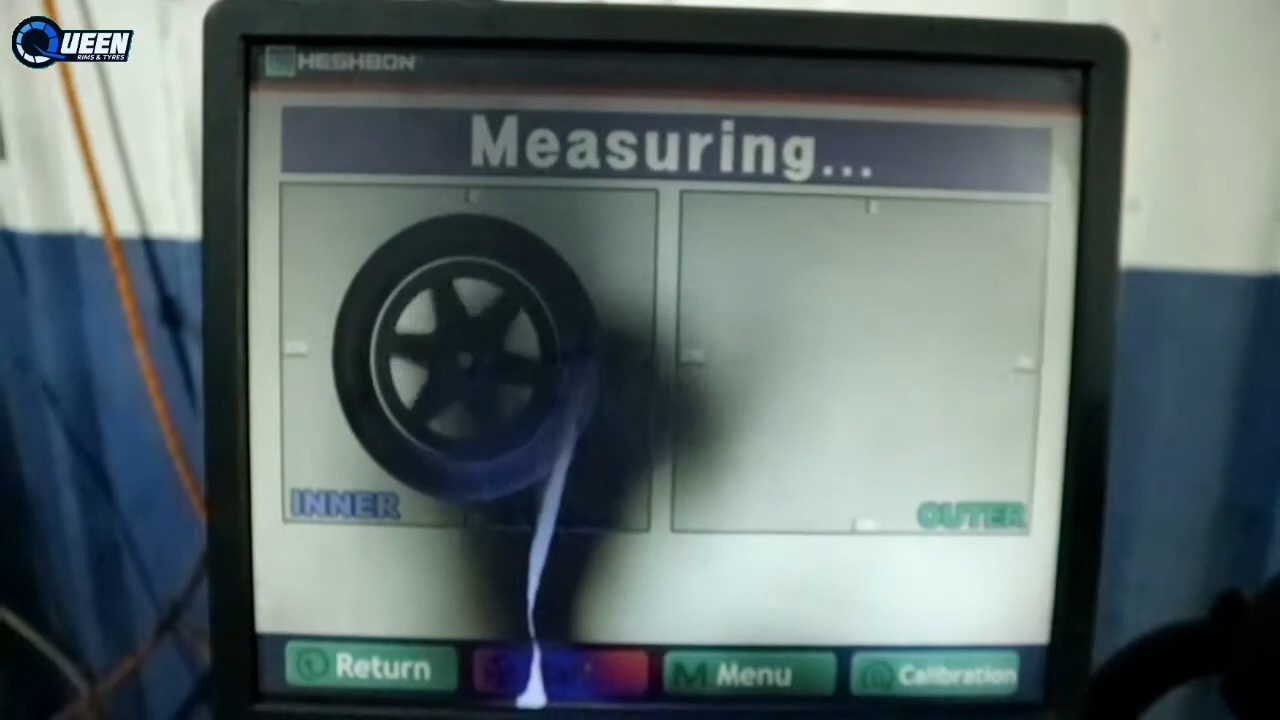 QUEEN
RIMS & TYRES
HESHBON
Measuring...
INNER
OUTER
Return
M Menu
Calibration